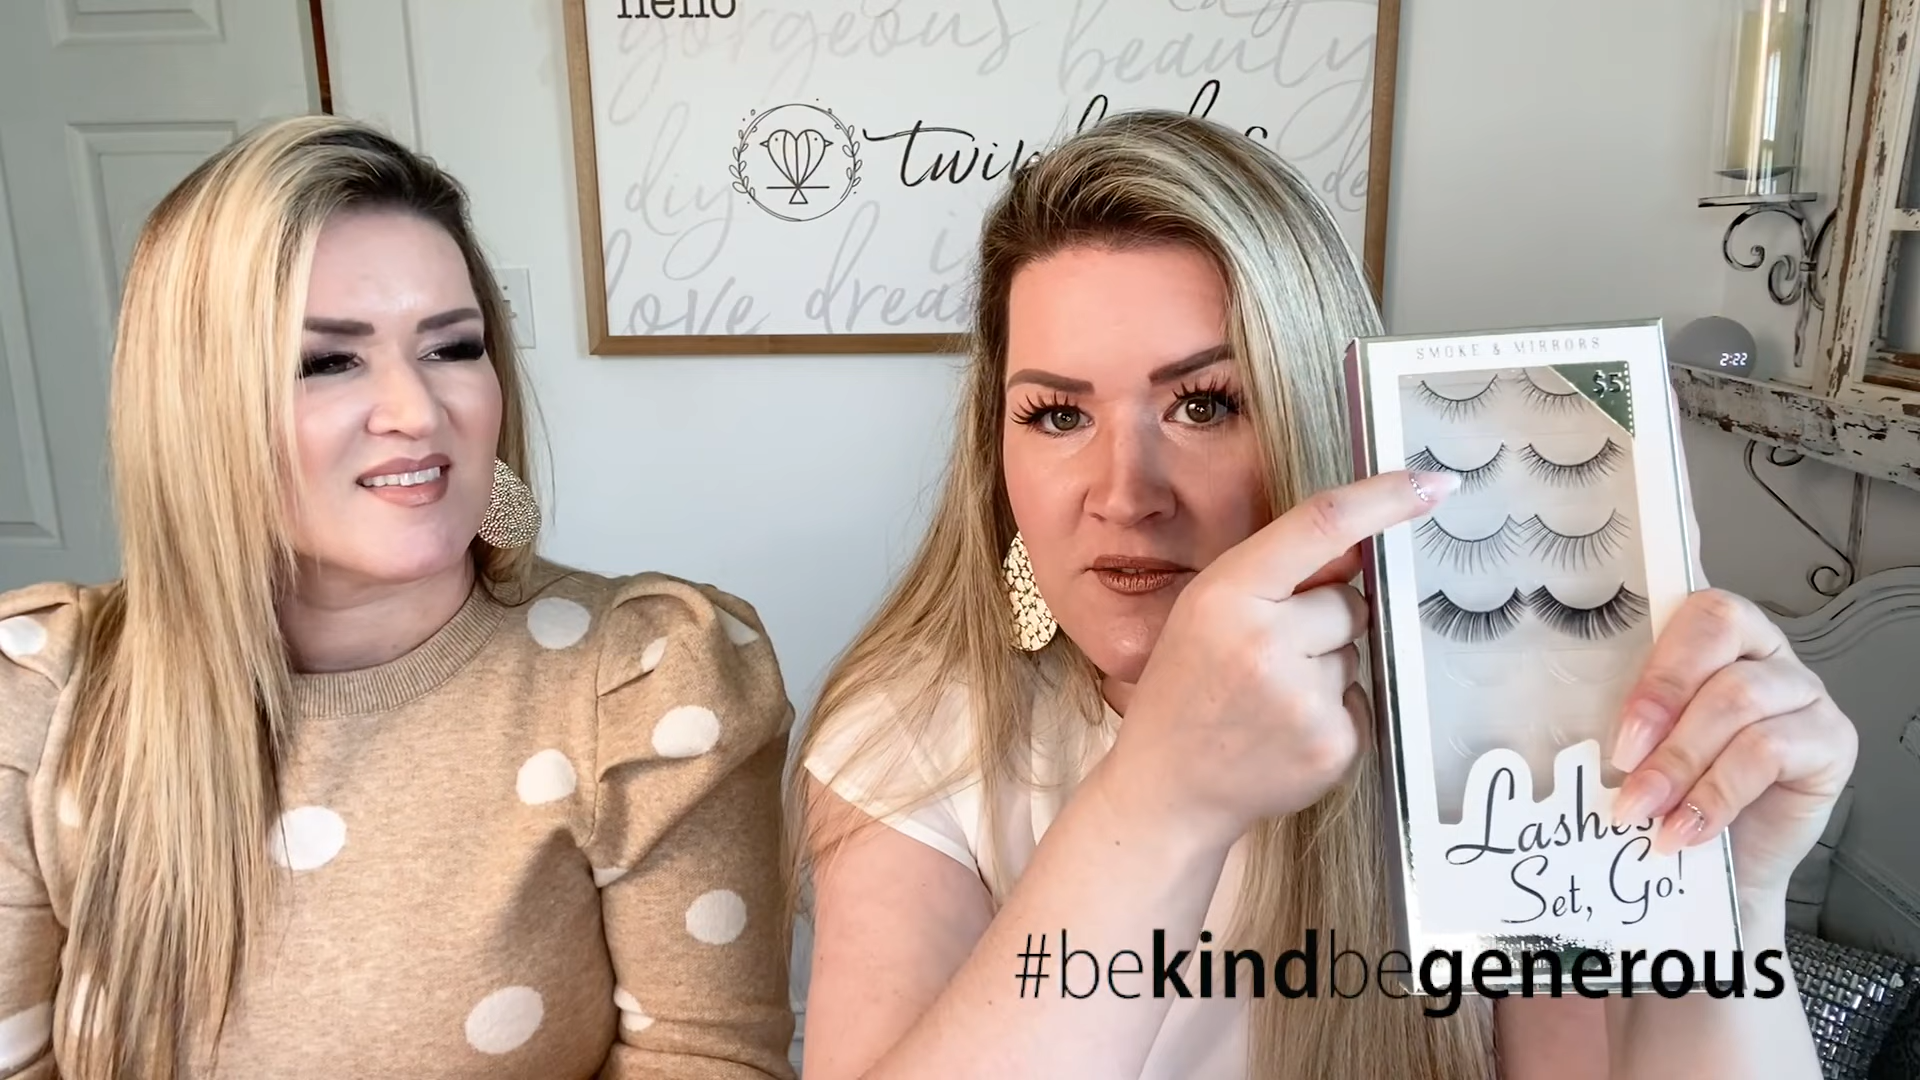 hello
gorgeous
beauty
twin
diy
love
SMOKE & MIRRORS
$5
2:22
Lashes
Set, Go!
#bekindbegenerous